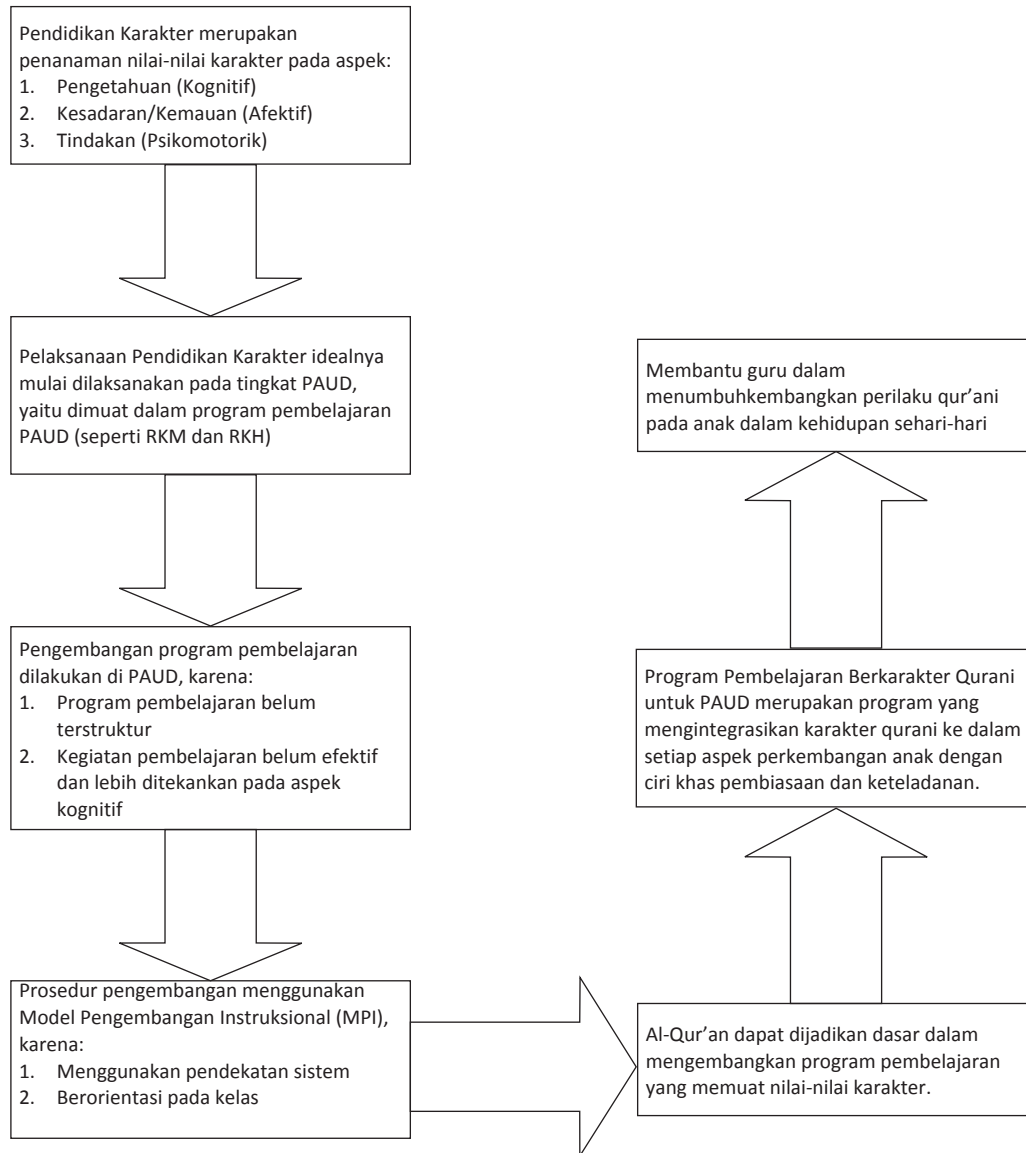 Pendidikan Karakter merupakan
penanaman nilai-nilai karakter pada aspek:
1. Pengetahuan (Kognitif)
2. Kesadaran/Kemauan (Afektif)
3. Tindakan (Psikomotorik)
Pelaksanaan Pendidikan Karakter idealnya
mulai dilaksanakan pada tingkat PAUD,
yaitu dimuat dalam program pembelajaran
PAUD (seperti RKM dan RKH)
Pengembangan program pembelajaran
dilakukan di PAUD, karena:
1. Program pembelajaran belum
terstruktur
2. Kegiatan pembelajaran belum efektif
dan lebih ditekankan pada aspek
kognitif
Prosedur pengembangan menggunakan
Model Pengembangan Instruksional (MPI),
karena:
1. Menggunakan pendekatan sistem
2. Berorientasi pada kelas
Al-Qur’an dapat dijadikan dasar dalam
mengembangkan program pembelajaran
yang memuat nilai-nilai karakter.
Program Pembelajaran Berkarakter Qurani
untuk PAUD merupakan program yang
mengintegrasikan karakter qurani ke dalam
setiap aspek perkembangan anak dengan
ciri khas pembiasaan dan keteladanan.
Membantu guru dalam
menumbuhkembangkan perilaku qur’ani
pada anak dalam kehidupan sehari-hari